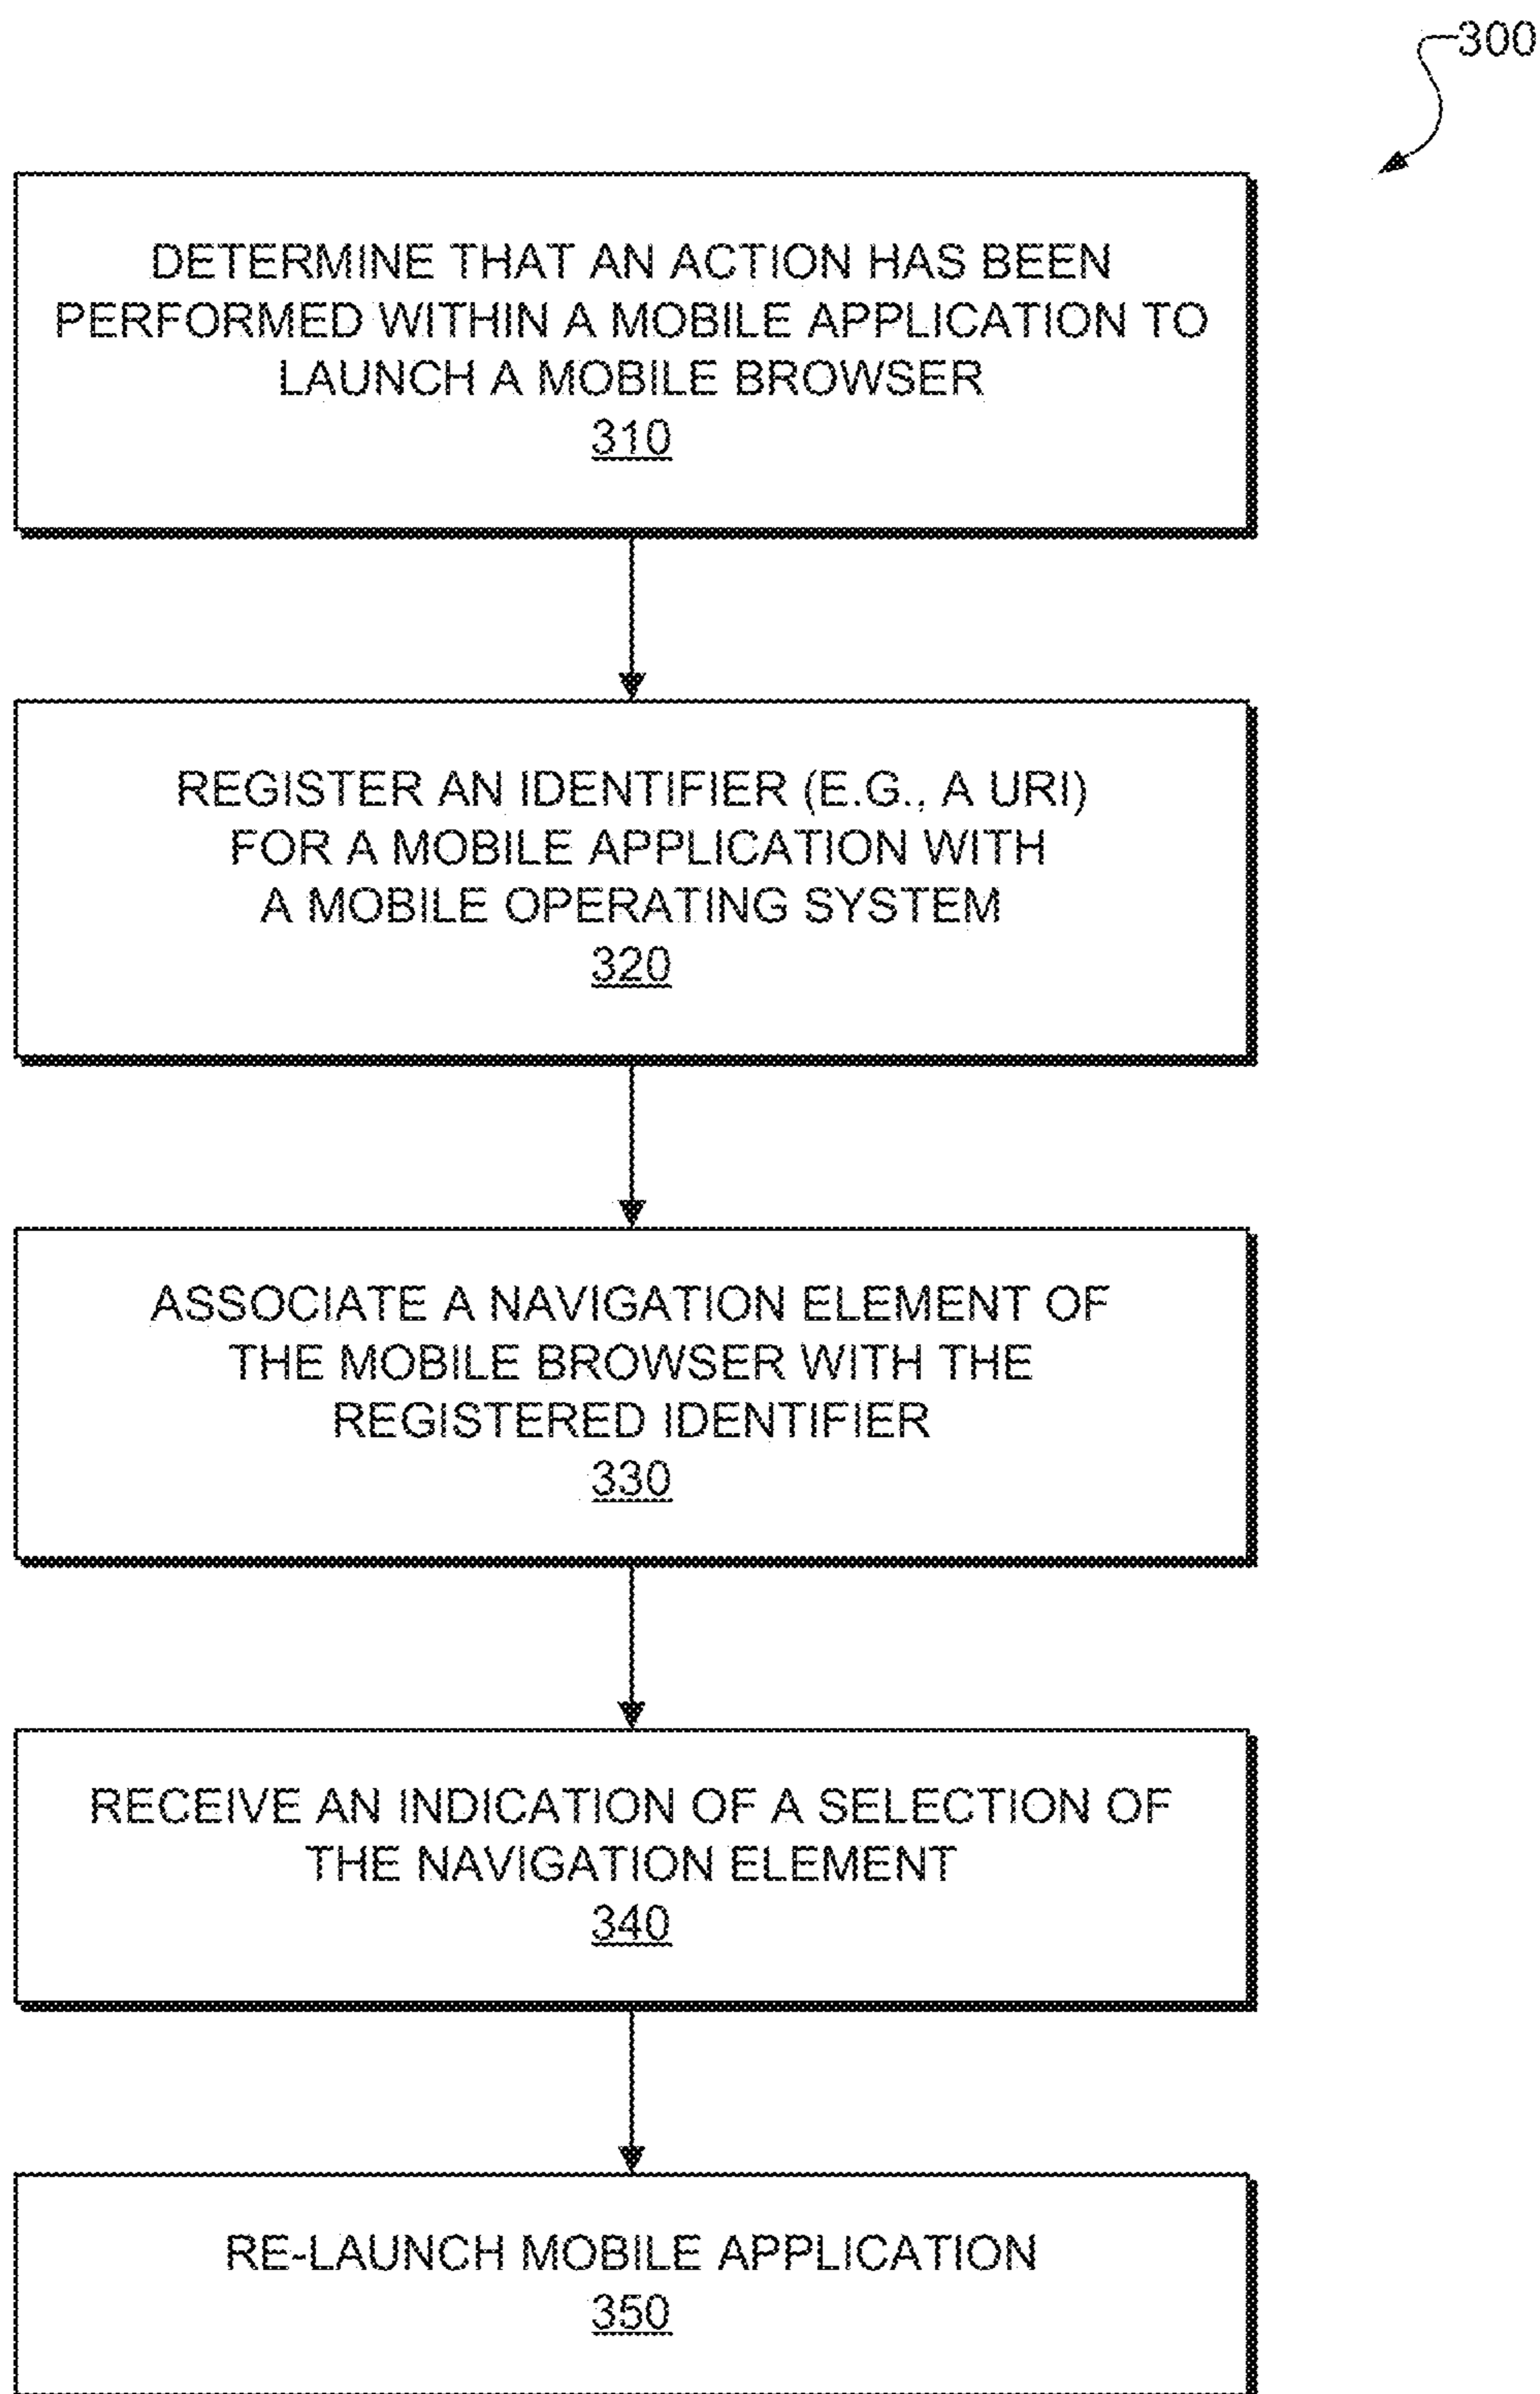 300
DETERMINE THAT AN ACTION HAS BEEN
PERFORMED WITHIN A MOBILE APPLICATION TO
LAUNCH A MOBILE BROWSER
310
REGISTER AN IDENTIFIER (E.G., A URI)
FOR A MOBILE APPLICATION WITH
A MOBILE OPERATING SYSTEM
320
ASSOCIATE A NAVIGATION ELEMENT OF
THE MOBILE BROWSER WITH THE
REGISTERED IDENTIFIER
330
RECEIVE AN INDICATION OF A SELECTION OF
THE NAVIGATION ELEMENT
340
RE-LAUNCH MOBILE APPLICATION
350